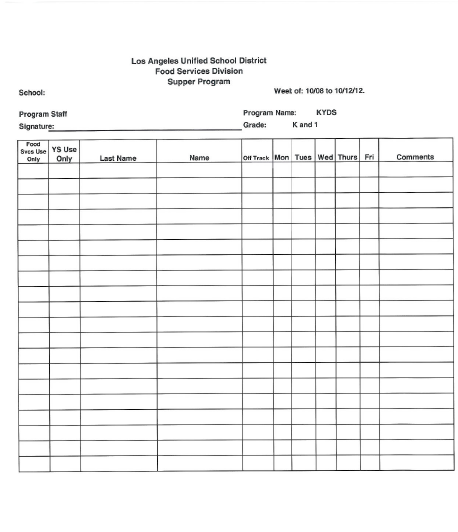 Los Angeles Unified School District
Food Services Division
Supper Program
School: Week of: 10/08 to 10/12/12.
Program Staff Program Name: KYDS
Signature: Grade: K and 1
Food Svcs Use Only YS Use Only Last Name Name Off Track Mon Tues Wed Thurs Fri Comments